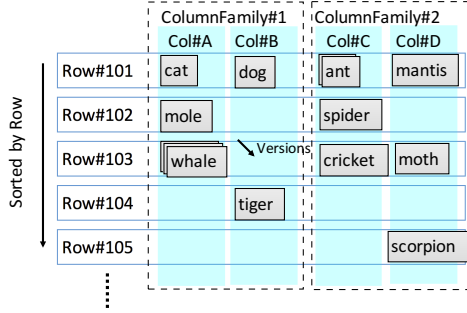 ColumnFamily#1 ColumnFamily#2
Col#A Col#B Col#C Col#D
Row#101 cat dog ant mantis
Row#102 mole spider
Row#103 whale Versions cricket moth
Row#104 tiger
Row#105 scorpion
Sorted by Row